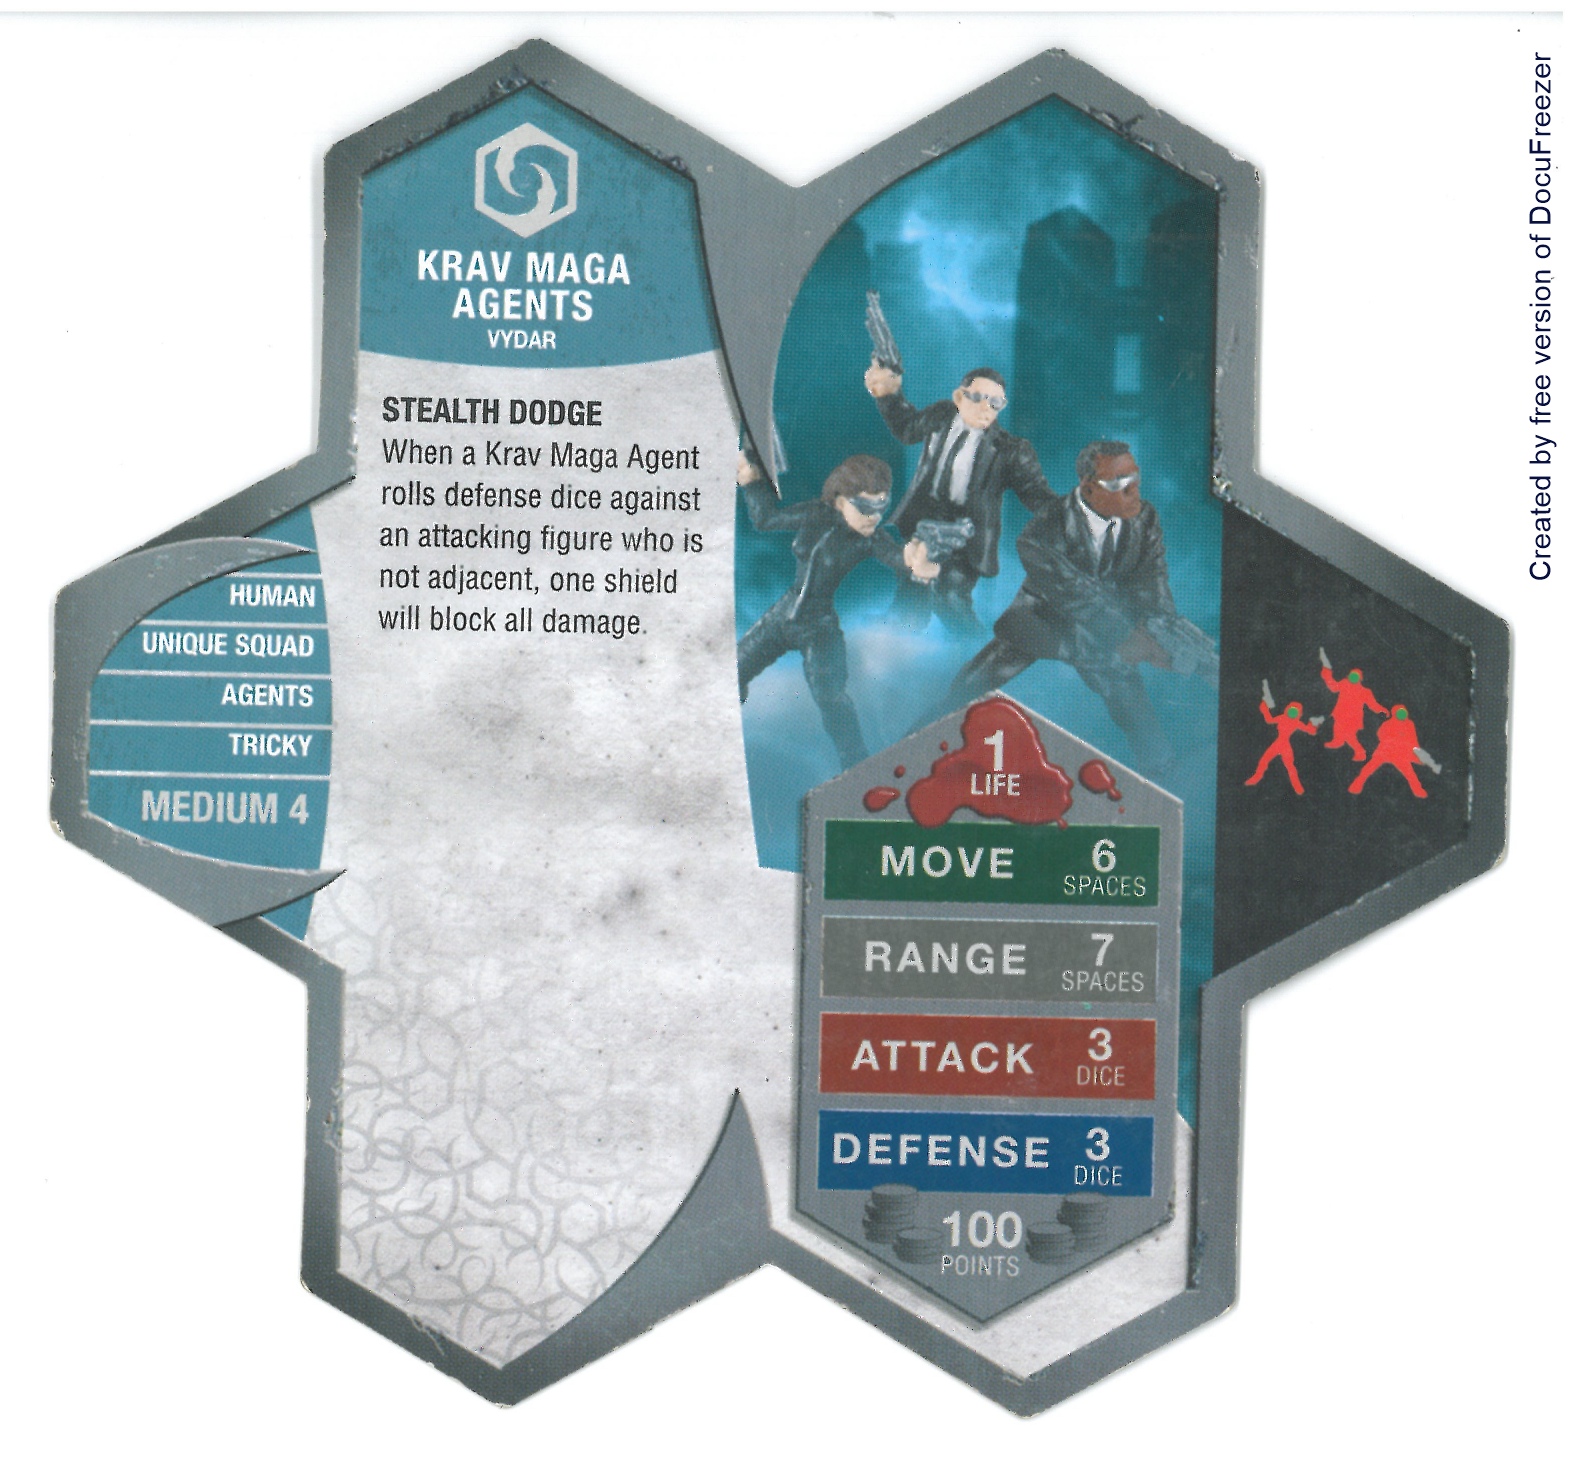 KRAV MAGA
AGENTS
VYDAR
STEALTH DODGE
When a Krav Maga Agent
rolls defense dice against
an attacking figure who is
not adjacent, one shield
will block all damage.
HUMAN
UNIQUE SQUAD
AGENTS
TRICKY
MEDIUM 4
1
LIFE
MOVE 6
SPACES
RANGE 7
SPACES
ATTACK 3
DICE
DEFENSE 3
DICE
100
POINTS
Created by free version of DocuFreezer